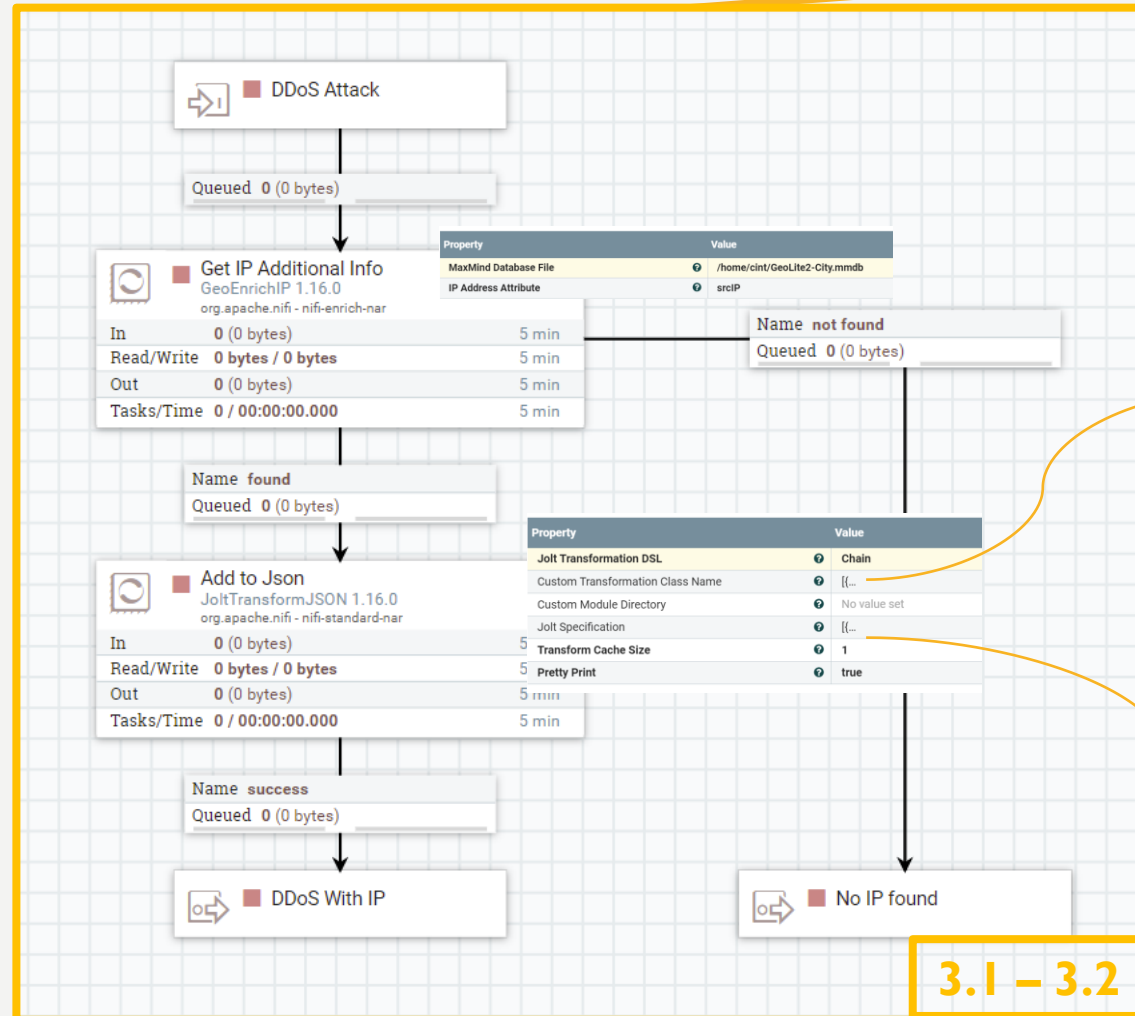 DDoS Attack
Queued 0 (0 bytes)
Get IP Additional Info
GeoEnrichIP 1.16.0
org.apache.nifi - nifi-enrich-nar
In 0 (0 bytes) 5 min
Read/Write 0 bytes / 0 bytes 5 min
Out 0 (0 bytes) 5 min
Tasks/Time 0 / 00:00:00.000 5 min
Property Value
MaxMind Database File /home/cint/GeoLite2-City.mmdb
IP Address Attribute srcIP
Name not found
Queued 0 (0 bytes)
Name found
Queued 0 (0 bytes)
Add to Json
JoltTransformJSON 1.16.0
org.apache.nifi - nifi-standard-nar
In 0 (0 bytes) 5
Read/Write 0 bytes / 0 bytes 5
Out 0 (0 bytes) 5 min
Tasks/Time 0 / 00:00:00.000 5 min
Property Value
Jolt Transformation DSL Chain
Custom Transformation Class Name [{...
Custom Module Directory No value set
Jolt Specification [{...
Transform Cache Size 1
Pretty Print true
Name success
Queued 0 (0 bytes)
DDoS With IP
No IP found
3.1 – 3.2